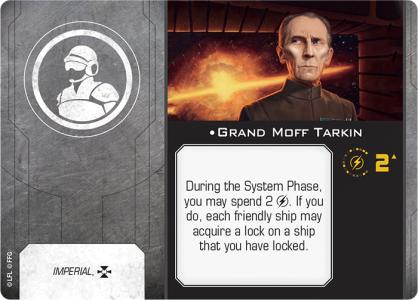 •GRAND MOFF TARKIN
2
During the System Phase,
you may spend 2 . If you
do, each friendly ship may
acquire a lock on a ship
that you have locked.
IMPERIAL,
© LFL © FFG